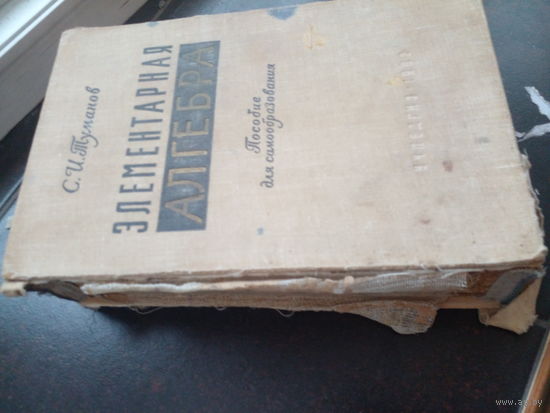 С.И.Туманов
ЭЛЕМЕНТАРНАЯ
АЛГЕБРА
Пособие
для самообразования